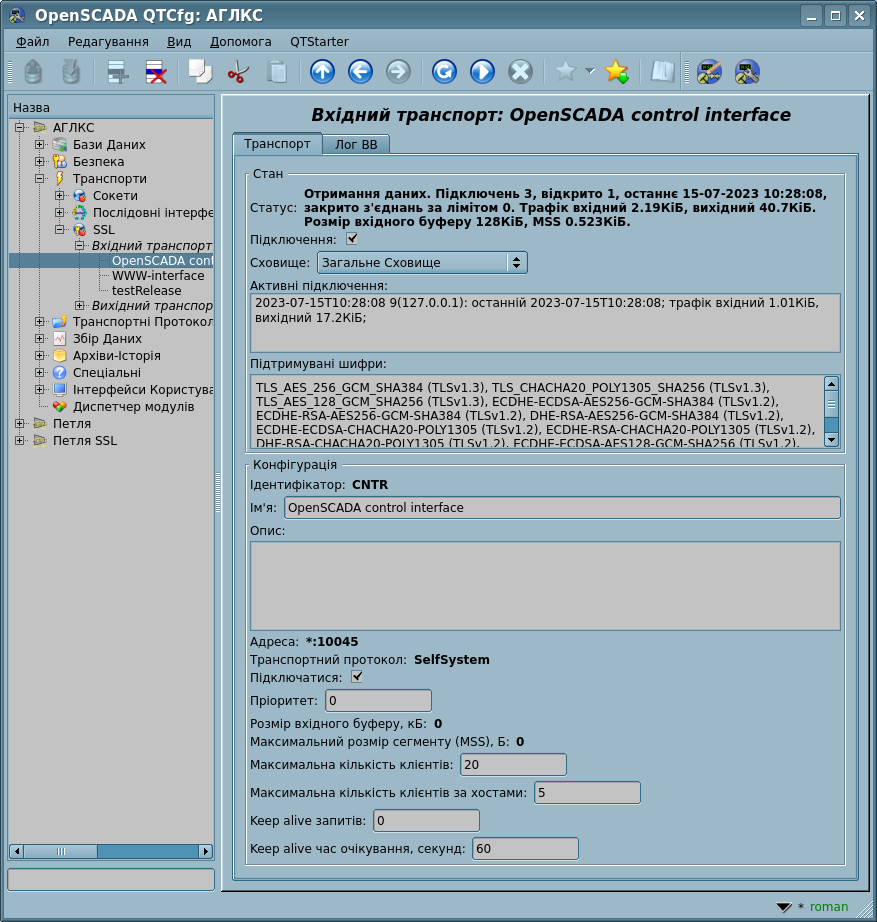 OpenSCADA QTCfg: АГЛКС
Файл Редагування Вид Допомога QTStarter
Назва
АГЛКС
Бази Даних
Безпека
Транспорти
Сокети
Послідовні інтерфе
SSL
Вхідний транспорт
OpenSCADA cont
WWW-interface
testRelease
Вихідний транспор
Транспортні Протокол
Збір Даних
Архіви-Історія
Спеціальні
Інтерфейси Користува
Диспетчер модулів
Петля
Петля SSL
Вхідний транспорт: OpenSCADA control interface
Транспорт Лог ВВ
Стан
Статус: Отримання даних. Підключень 3, відкрито 1, останнє 15-07-2023 10:28:08,
закрито з'єднань за лімітом 0. Трафік вхідний 2.19КіБ, вихідний 40.7КіБ.
Розмір вхідного буферу 128КіБ, MSS 0.523КіБ.
Підключення:
Сховище: Загальне Сховище
Активні підключення:
2023-07-15T10:28:08 9(127.0.0.1): останній 2023-07-15T10:28:08; трафік вхідний 1.01КіБ,
вихідний 17.2КіБ;
Підтримувані шифри:
TLS_AES_256_GCM_SHA384 (TLSv1.3), TLS_CHACHA20_POLY1305_SHA256 (TLSv1.3),
TLS_AES_128_GCM_SHA256 (TLSv1.3), ECDHE-ECDSA-AES256-GCM-SHA384 (TLSv1.2),
ECDHE-RSA-AES256-GCM-SHA384 (TLSv1.2), DHE-RSA-AES256-GCM-SHA384 (TLSv1.2),
ECDHE-ECDSA-CHACHA20-POLY1305 (TLSv1.2), ECDHE-RSA-CHACHA20-POLY1305 (TLSv1.2),
DHE-RSA-CHACHA20-POLY1305 (TLSv1.2), ECDHE-ECDSA-AES128-GCM-SHA256 (TLSv1.2),
Конфігурація
Ідентифікатор: CNTR
Ім'я: OpenSCADA control interface
Опис:
Адреса: *:10045
Транспортний протокол: SelfSystem
Підключатися:
Пріоритет: 0
Розмір вхідного буферу, кБ: 0
Максимальний розмір сегменту (MSS), Б: 0
Максимальна кількість клієнтів: 20
Максимальна кількість клієнтів за хостами: 5
Keep alive запитів: 0
Keep alive час очікування, секунд: 60
* roman